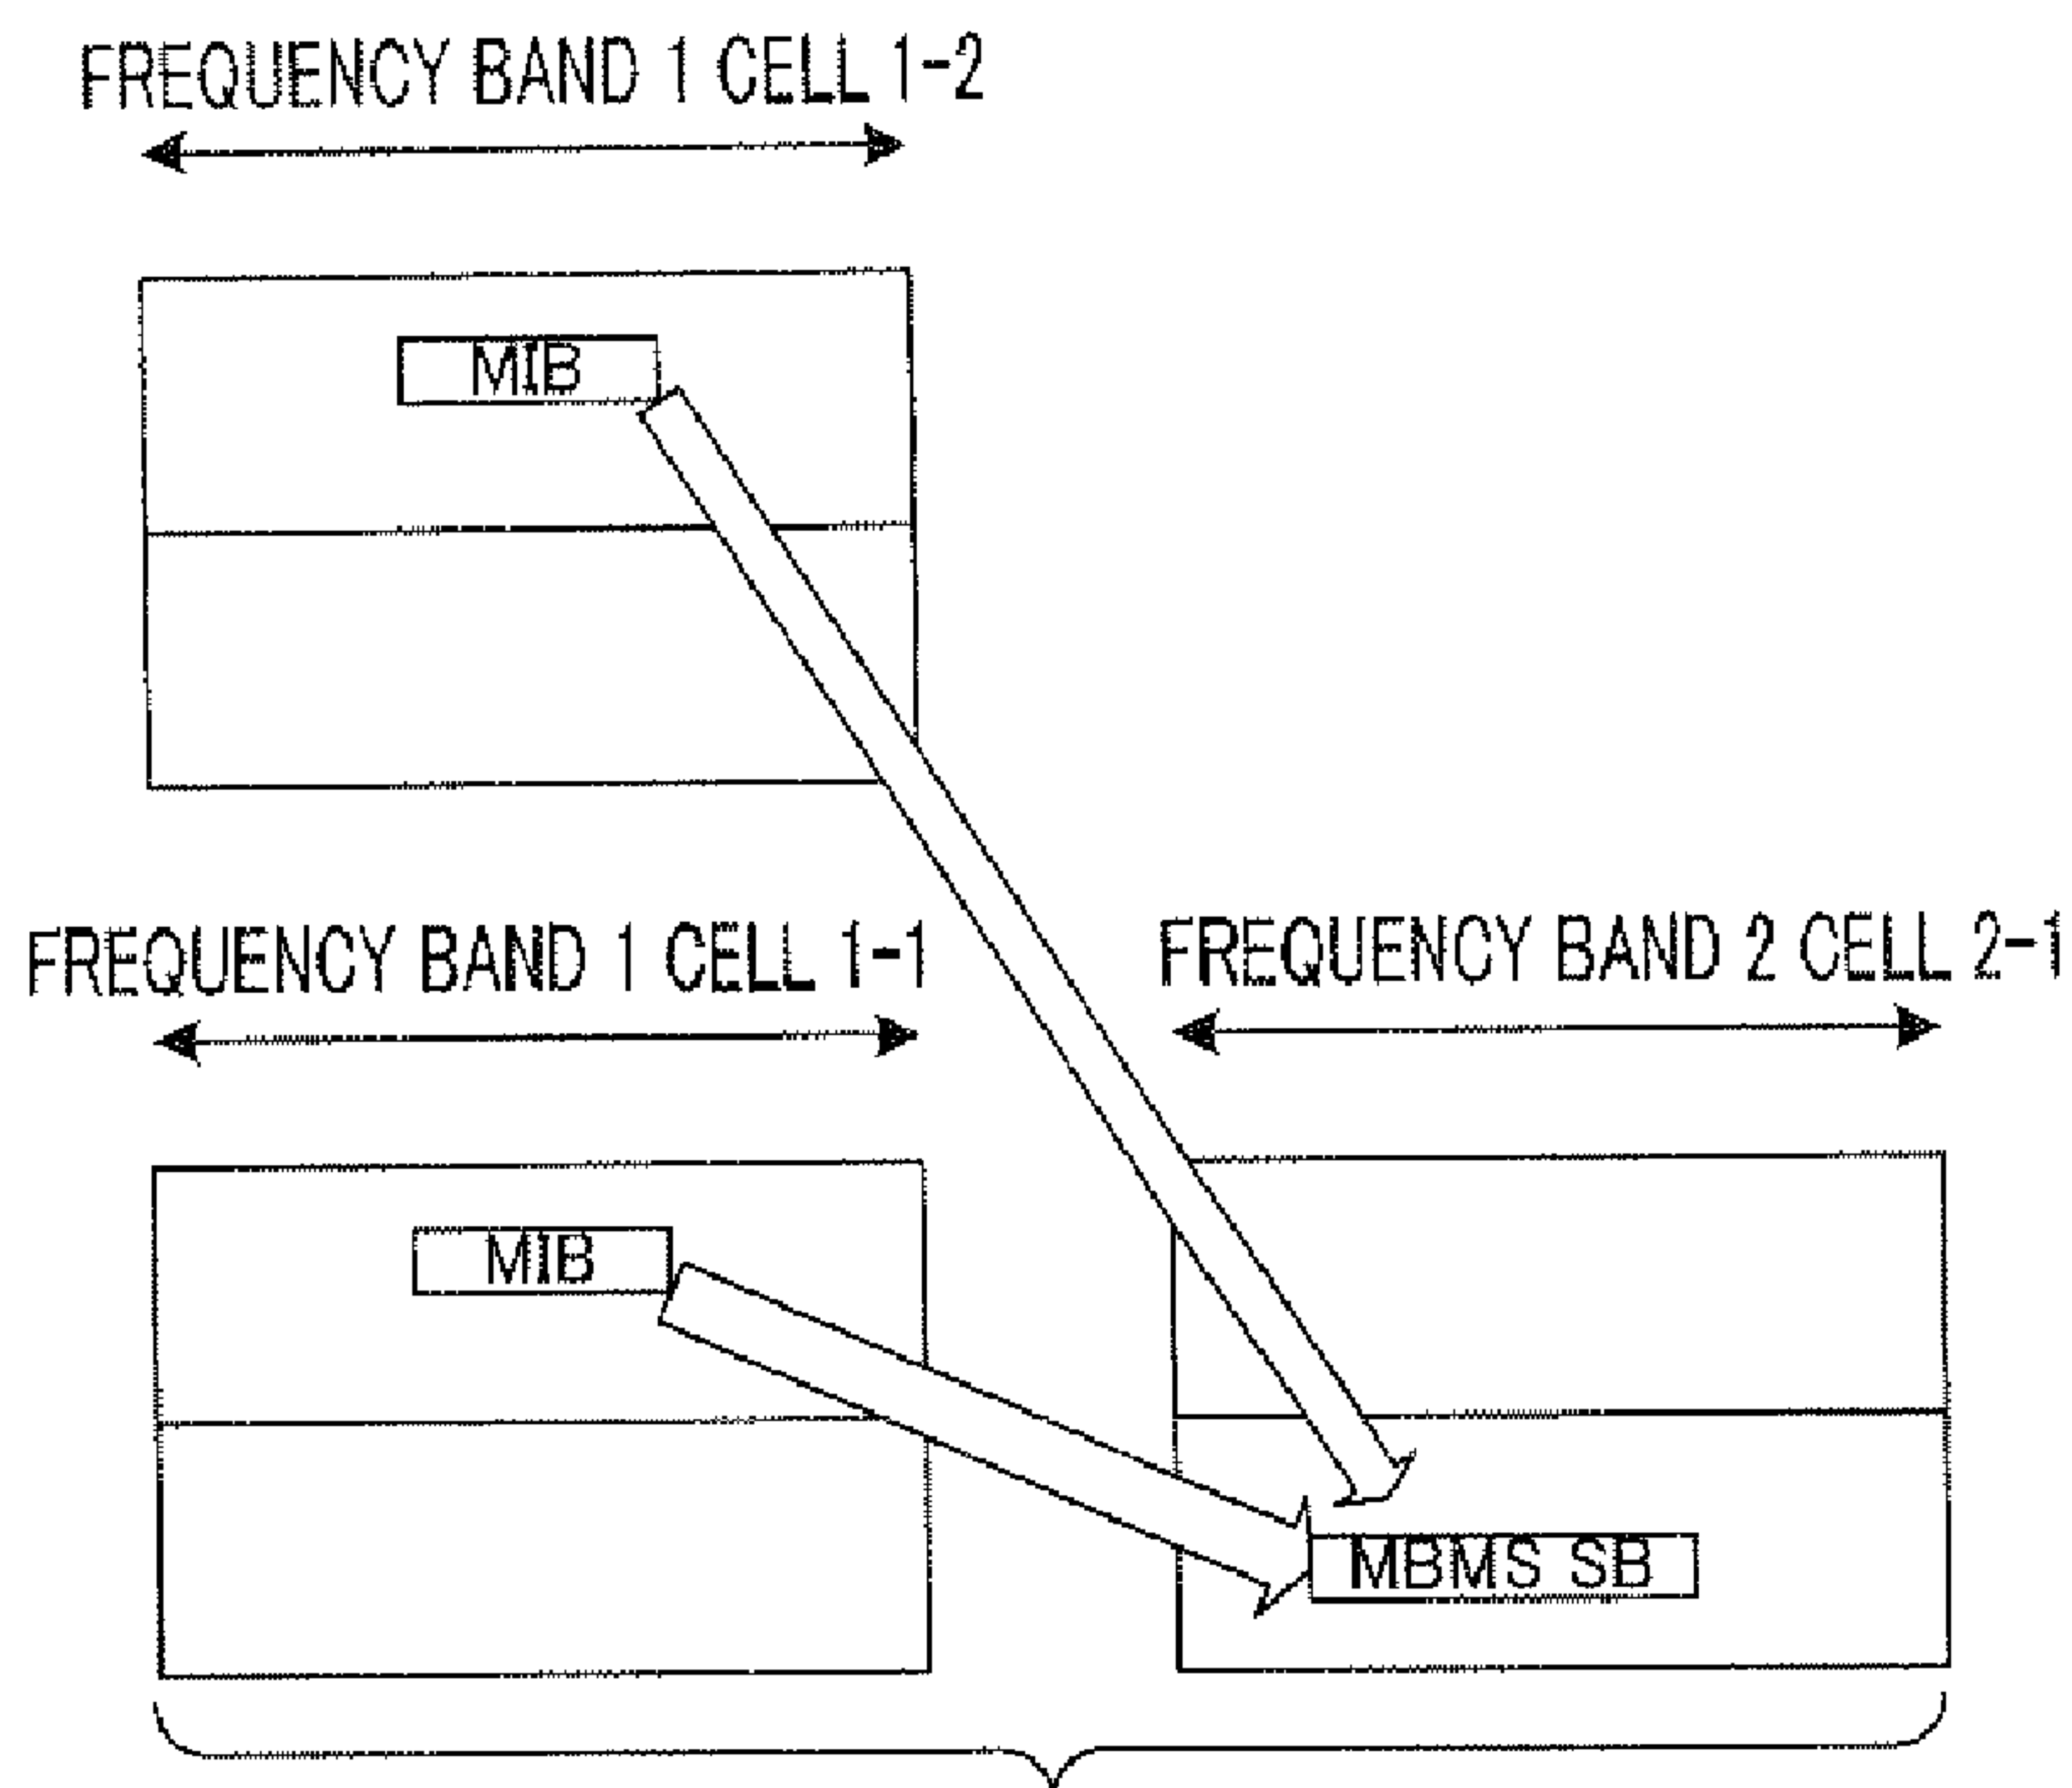 FREQUENCY BAND 1 CELL 1-2
MIB
FREQUENCY BAND 1 CELL 1-1
FREQUENCY BAND 2 CELL 2-1
MIB
MBMS SB